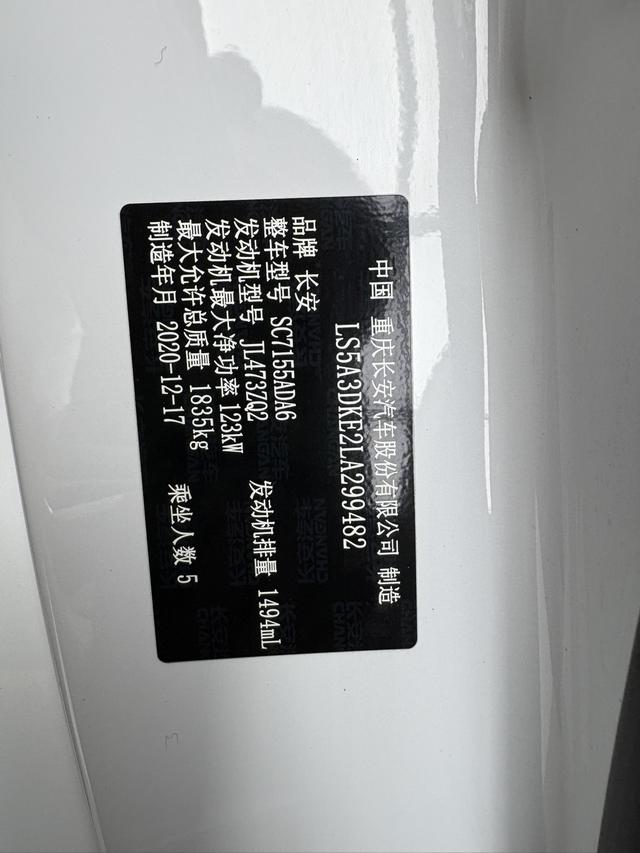 中国 重庆长安汽车股份有限公司 制造
LS5A3DKE2LA299482
品牌 长安
整车型号 SC7155ADA6
发动机型号 JL473ZQ2 发动机排量 1494mL
发动机最大净功率 123kW
最大允许总质量 1835kg 乘坐人数 5
制造年月 2020-12-17